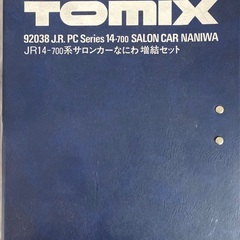 TOMIX
92038 J.R. PC Series 14-700 SALON CAR NANIWA
JR14-700系サロンカーなにわ 増結セット